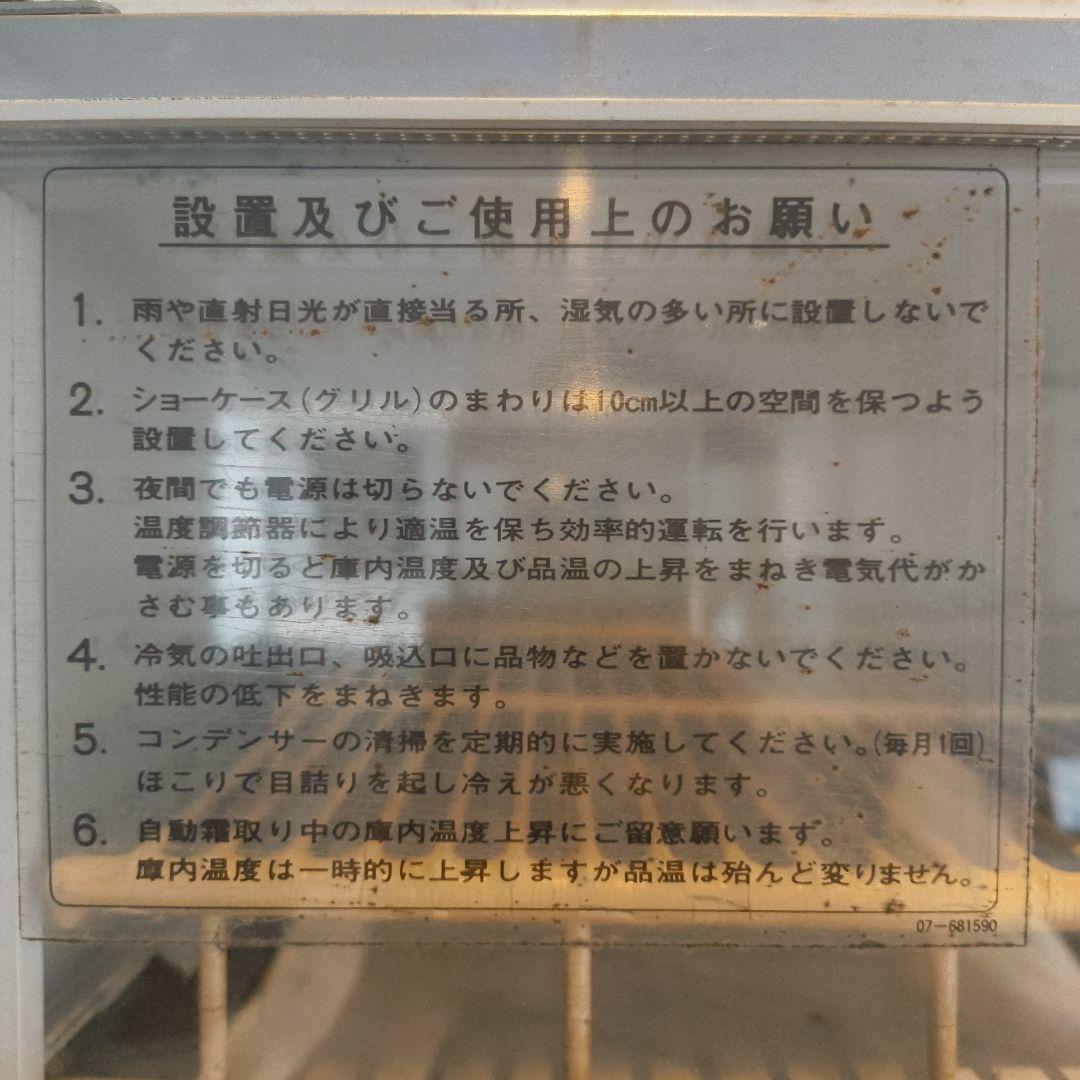 設置及びご使用上のお願い
1. 雨や直射日光が直接当る所、湿気の多い所に設置しないで
ください。
2. ショーケース(グリル)のまわりは10cm以上の空間を保つよう
設置してください。
3. 夜間でも電源は切らないでください。
温度調節器により適温を保ち効率的運転を行います。
電源を切ると庫内温度及び品温の上昇をまねき電気代がか
さむ事もあります。
4. 冷気の吐出口、吸込口に品物などを置かないでください。
性能の低下をまねきます。
5. コンデンサーの清掃を定期的に実施してください。(毎月1回)
ほこりで目詰りを起し冷えが悪くなります。
6. 自動霜取り中の庫内温度上昇にご留意願います。
庫内温度は一時的に上昇しますが品温は殆んど変りません。
07-681590